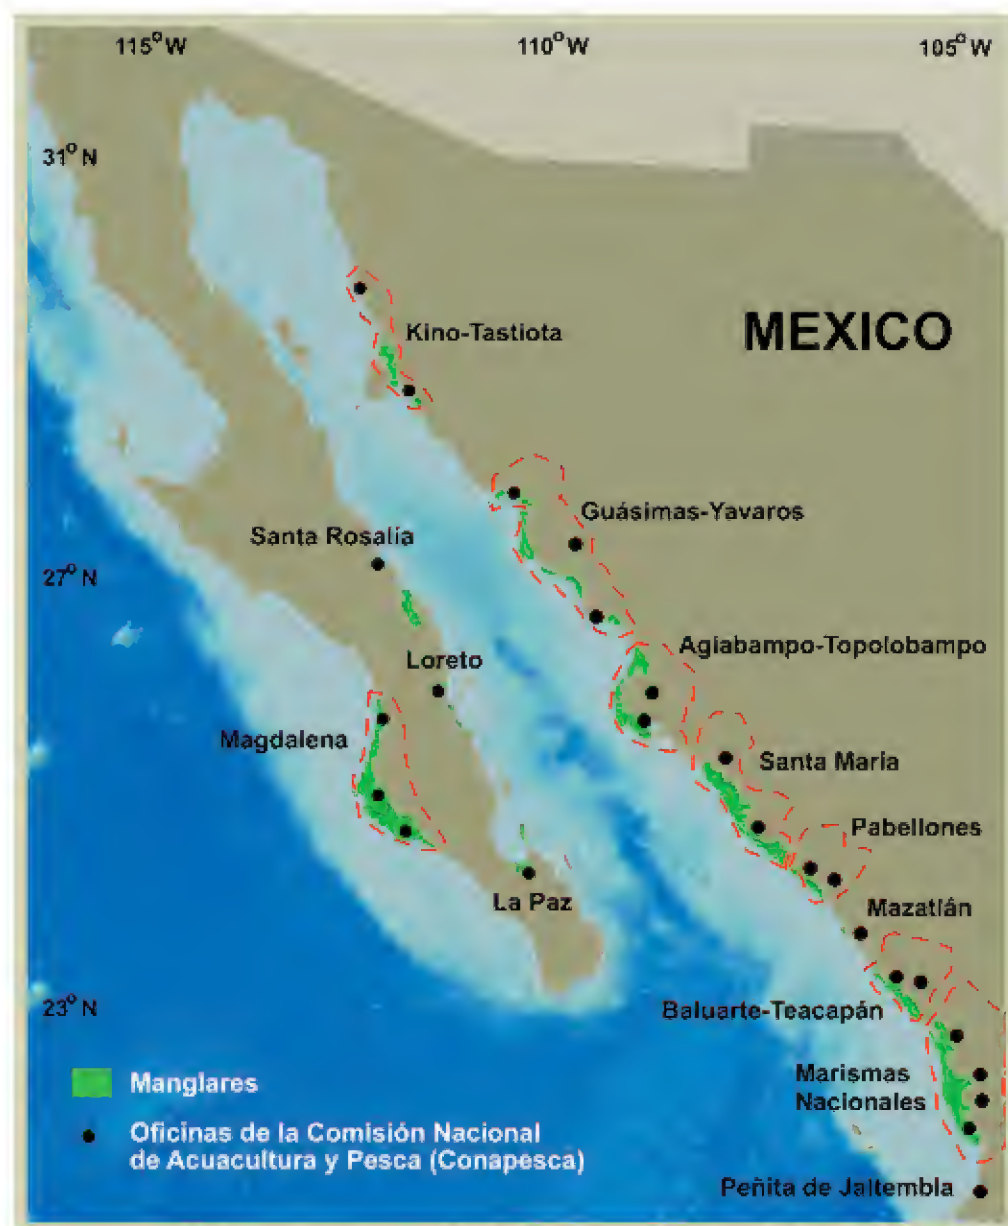 115°W
110°W
105°W
31°N
Kino-Tastiota
MEXICO
Guásimas-Yavaros
Santa Rosalía
27°N
Agiabampo-Topolobampo
Loreto
Magdalena
Santa María
Pabellones
La Paz
Mazatlán
23°N
Baluarte-Teacapán
Manglares
Marismas
Nacionales
Oficinas de la Comisión Nacional
de Acuacultura y Pesca (Conapesca)
Peñita de Jaltembla